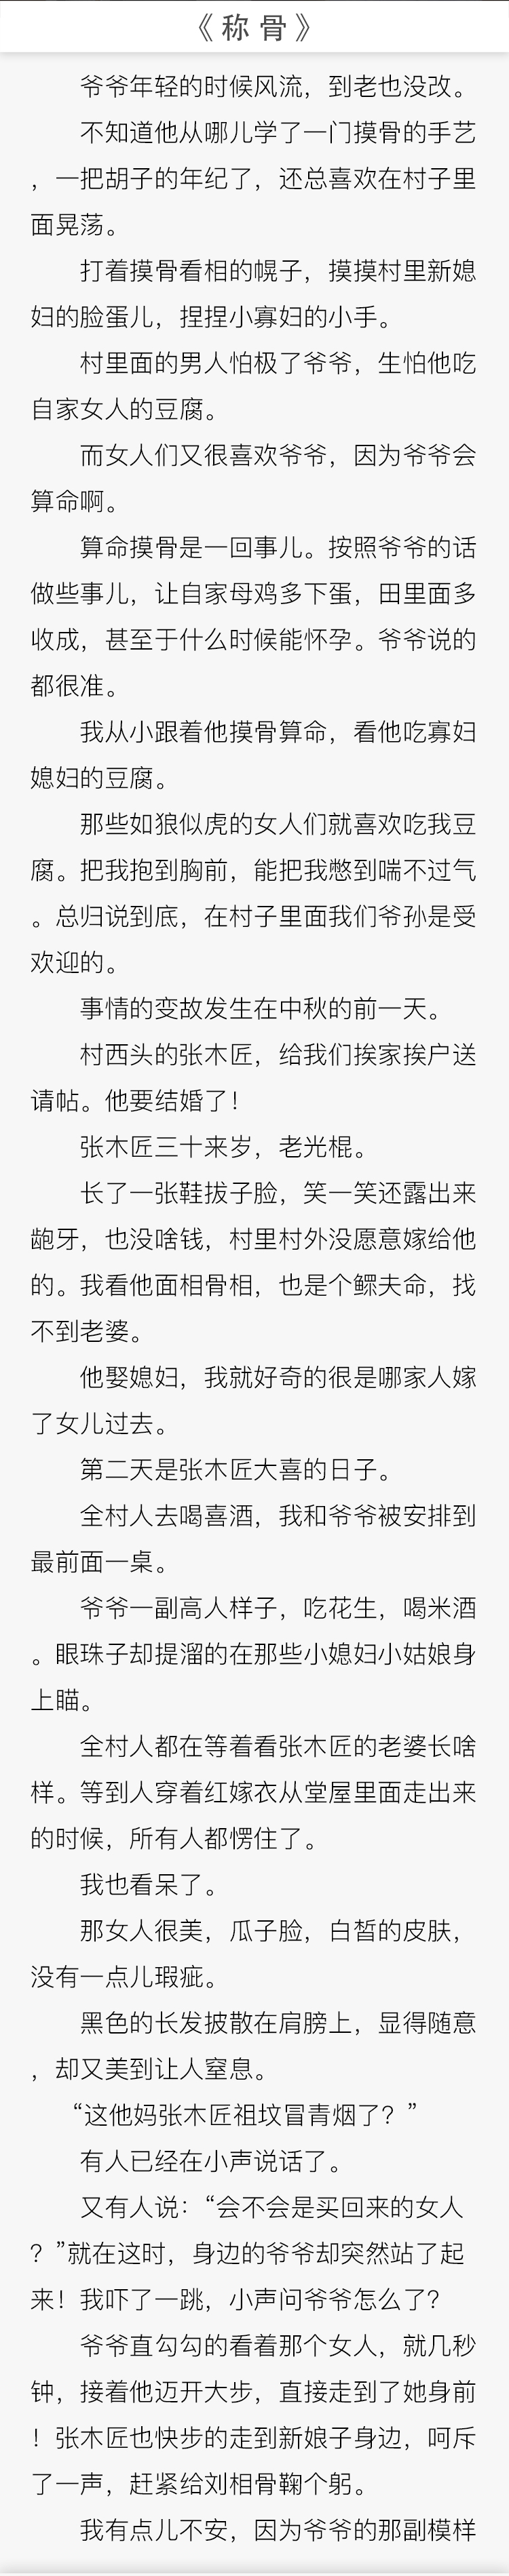 《称骨》
爷爷年轻的时候风流，到老也没改。
不知道他从哪儿学了一门摸骨的手艺
，一把胡子的年纪了，还总喜欢在村子里
面晃荡。
打着摸骨看相的幌子，摸摸村里新媳
妇的脸蛋儿，捏捏小寡妇的小手。
村里面的男人怕极了爷爷，生怕他吃
自家女人的豆腐。
而女人们又很喜欢爷爷，因为爷爷会
算命啊。
算命摸骨是一回事儿。按照爷爷的话
做些事儿，让自家母鸡多下蛋，田里面多
收成，甚至于什么时候能怀孕。爷爷说的
都很准。
我从小跟着他摸骨算命，看他吃寡妇
媳妇的豆腐。
那些如狼似虎的女人们就喜欢吃我豆
腐。把我抱到胸前，能把我憋到喘不过气
。总归说到底，在村子里面我们爷孙是受
欢迎的。
事情的变故发生在中秋的前一天。
村西头的张木匠，给我们挨家挨户送
请帖。他要结婚了！
张木匠三十来岁，老光棍。
长了一张鞋拔子脸，笑一笑还露出来
龅牙，也没啥钱，村里村外没愿意嫁给他
的。我看他面相骨相，也是个鳏夫命，找
不到老婆。
他娶媳妇，我就好奇的很是哪家人嫁
了女儿过去。
第二天是张木匠大喜的日子。
全村人去喝喜酒，我和爷爷被安排到
最前面一桌。
爷爷一副高人样子，吃花生，喝米酒
。眼珠子却提溜的在那些小媳妇小姑娘身
上瞄。
全村人都在等着看张木匠的老婆长啥
样。等到人穿着红嫁衣从堂屋里面走出来
的时候，所有人都愣住了。
我也看呆了。
那女人很美，瓜子脸，白皙的皮肤，
没有一点儿瑕疵。
黑色的长发披散在肩膀上，显得随意
，却又美到让人窒息。
“这他妈张木匠祖坟冒青烟了？”
有人已经在小声说话了。
又有人说：“会不会是买回来的女人
？”就在这时，身边的爷爷却突然站了起
来！我吓了一跳，小声问爷爷怎么了？
爷爷直勾勾的看着那个女人，就几秒
钟，接着他迈开大步，直接走到了她身前
！张木匠也快步的走到新娘子身边，呵斥
了一声，赶紧给刘相骨鞠个躬。
我有点儿不安，因为爷爷的那副模样